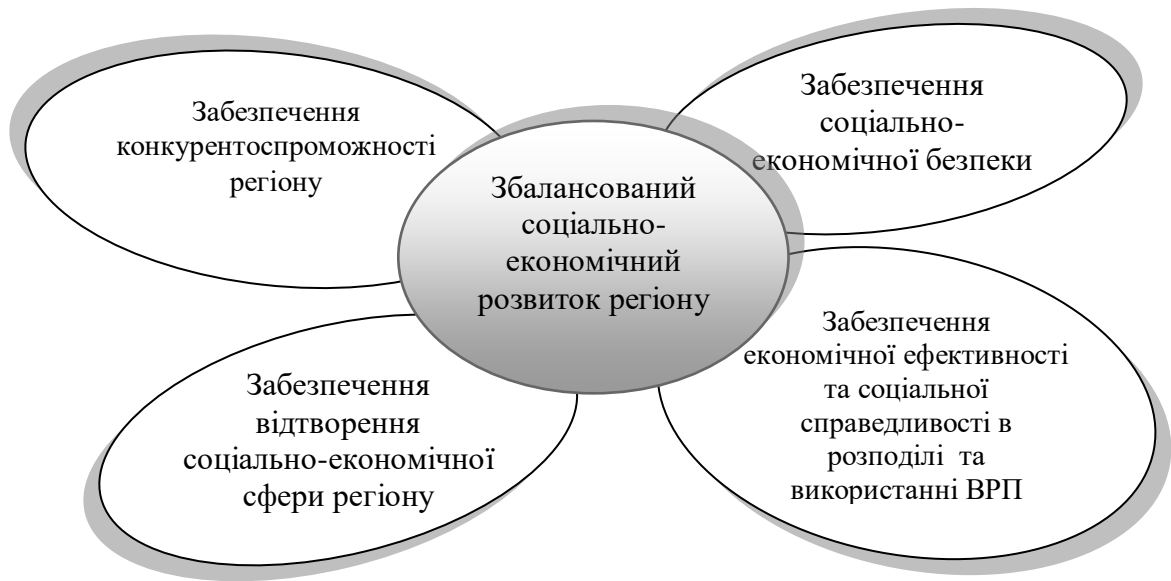 Забезпечення
конкурентоспроможності
регіону
Забезпечення
соціально-
економічної безпеки
Збалансований
соціально-
економічний
розвиток регіону
Забезпечення
відтворення
соціально-економічної
сфери регіону
Забезпечення
економічної ефективності
та соціальної
справедливості в
розподілі та
використанні ВРП